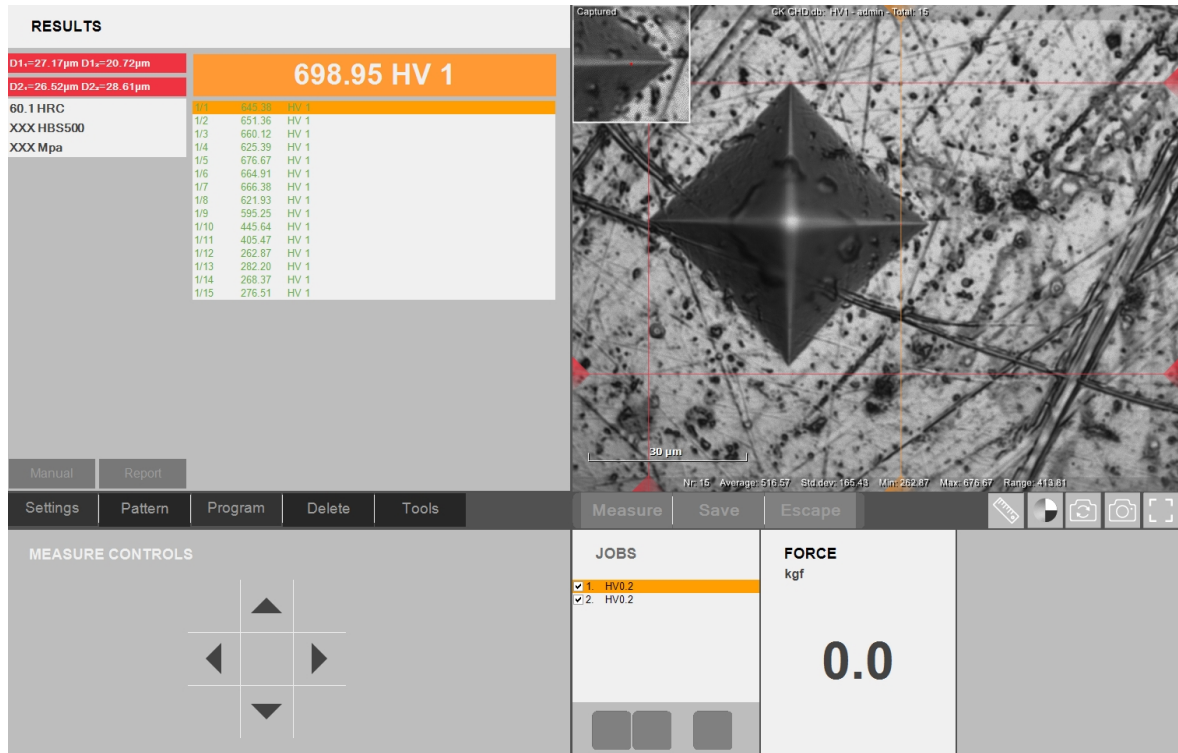 RESULTS
D1₁=27.17µm D1₂=20.72µm
D2₁=26.52µm D2₂=28.61µm
60.1 HRC
XXX HBS500
XXX Mpa
698.95 HV 1
1/1 645.38 HV 1
1/2 651.36 HV 1
1/3 660.12 HV 1
1/4 625.39 HV 1
1/5 676.67 HV 1
1/6 664.91 HV 1
1/7 666.38 HV 1
1/8 621.93 HV 1
1/9 595.25 HV 1
1/10 445.64 HV 1
1/11 405.47 HV 1
1/12 262.87 HV 1
1/13 282.20 HV 1
1/14 268.37 HV 1
1/15 276.51 HV 1
Manual Report
Captured
CK CHD.db: HV1 - admin - Total: 15
30 µm
Nr: 15 Average: 516.57 Std.dev: 165.43 Min: 262.87 Max: 676.67 Range: 413.81
Settings Pattern Program Delete Tools
Measure Save Escape
MEASURE CONTROLS
JOBS
1. HV0.2
2. HV0.2
FORCE
kgf
0.0